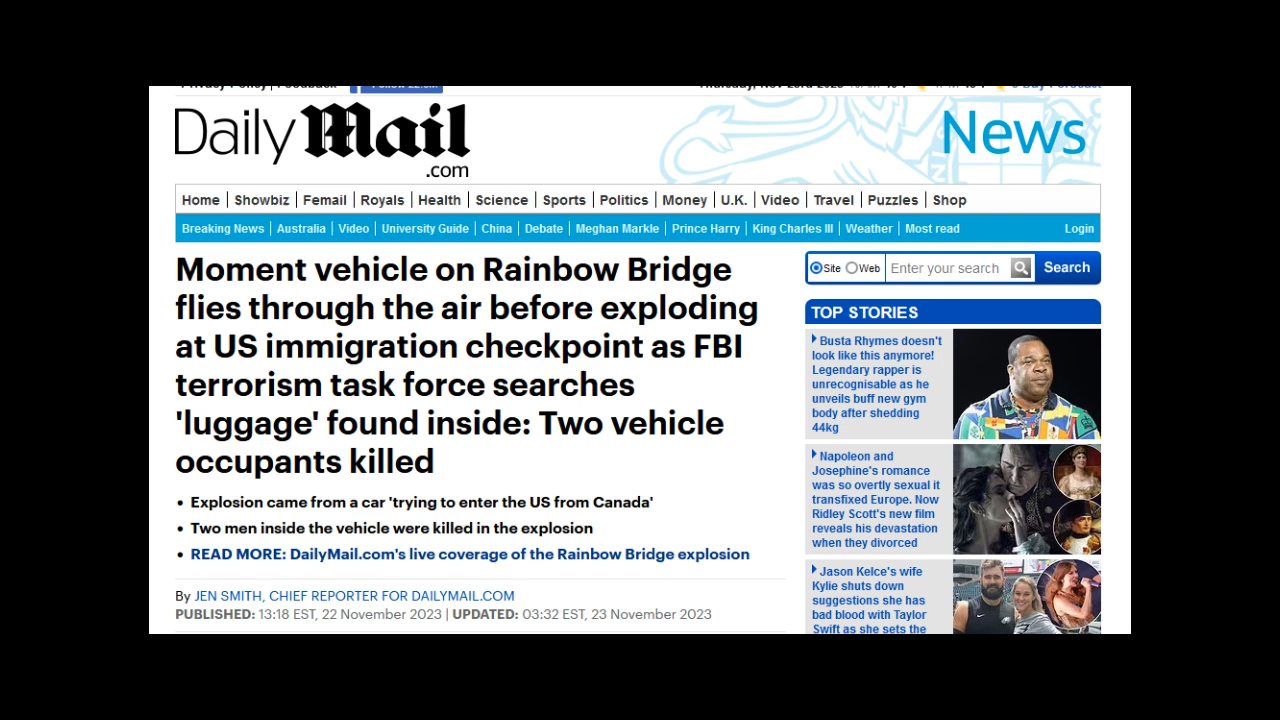 Daily Mail
.com
News
Home Showbiz Femail Royals Health Science Sports Politics Money U.K. Video Travel Puzzles Shop
Breaking News Australia Video University Guide China Debate Meghan Markle Prince Harry King Charles III Weather Most read Login
Moment vehicle on Rainbow Bridge
flies through the air before exploding
at US immigration checkpoint as FBI
terrorism task force searches
'luggage' found inside: Two vehicle
occupants killed
• Explosion came from a car 'trying to enter the US from Canada'
• Two men inside the vehicle were killed in the explosion
• READ MORE: DailyMail.com's live coverage of the Rainbow Bridge explosion
By JEN SMITH, CHIEF REPORTER FOR DAILYMAIL.COM
PUBLISHED: 13:18 EST, 22 November 2023 | UPDATED: 03:32 EST, 23 November 2023
Site Web Enter your search Search
TOP STORIES
Busta Rhymes doesn't
look like this anymore!
Legendary rapper is
unrecognisable as he
unveils buff new gym
body after shedding
44kg
Napoleon and
Josephine's romance
was so overtly sexual it
transfixed Europe. Now
Ridley Scott's new film
reveals his devastation
when they divorced
Jason Kelce's wife
Kylie shuts down
suggestions she has
bad blood with Taylor
Swift as she sets the